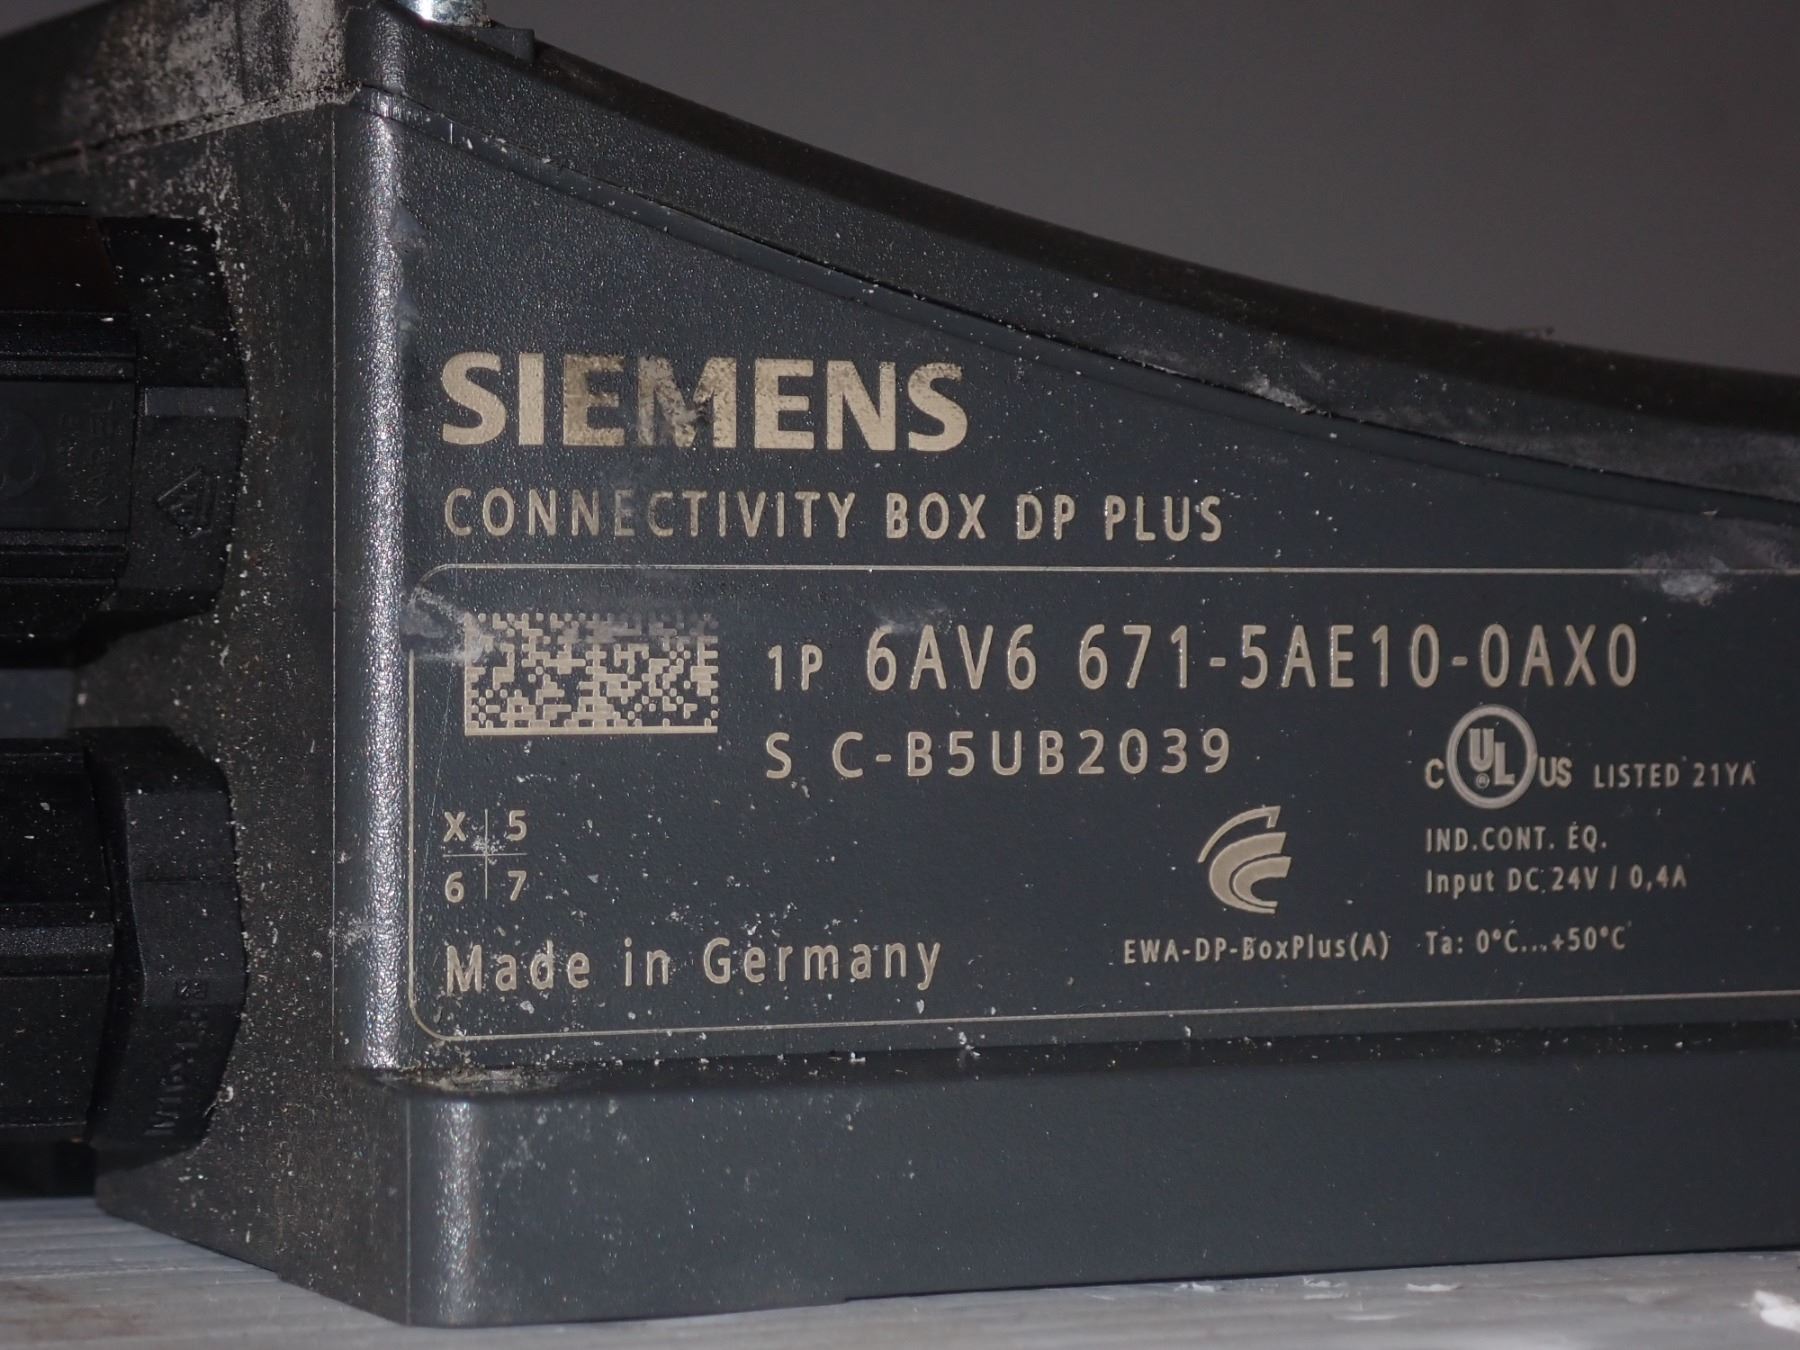 SIEMENS
CONNECTIVITY BOX DP PLUS
1P 6AV6 671-5AE10-0AX0
S C-B5UB2039
C UL ® US LISTED 21YA
IND.CONT. EQ.
Input DC 24V / 0,4A
Ta: 0°C...+50°C
X 5
6 7
EWA-DP-BoxPlus(A)
Made in Germany